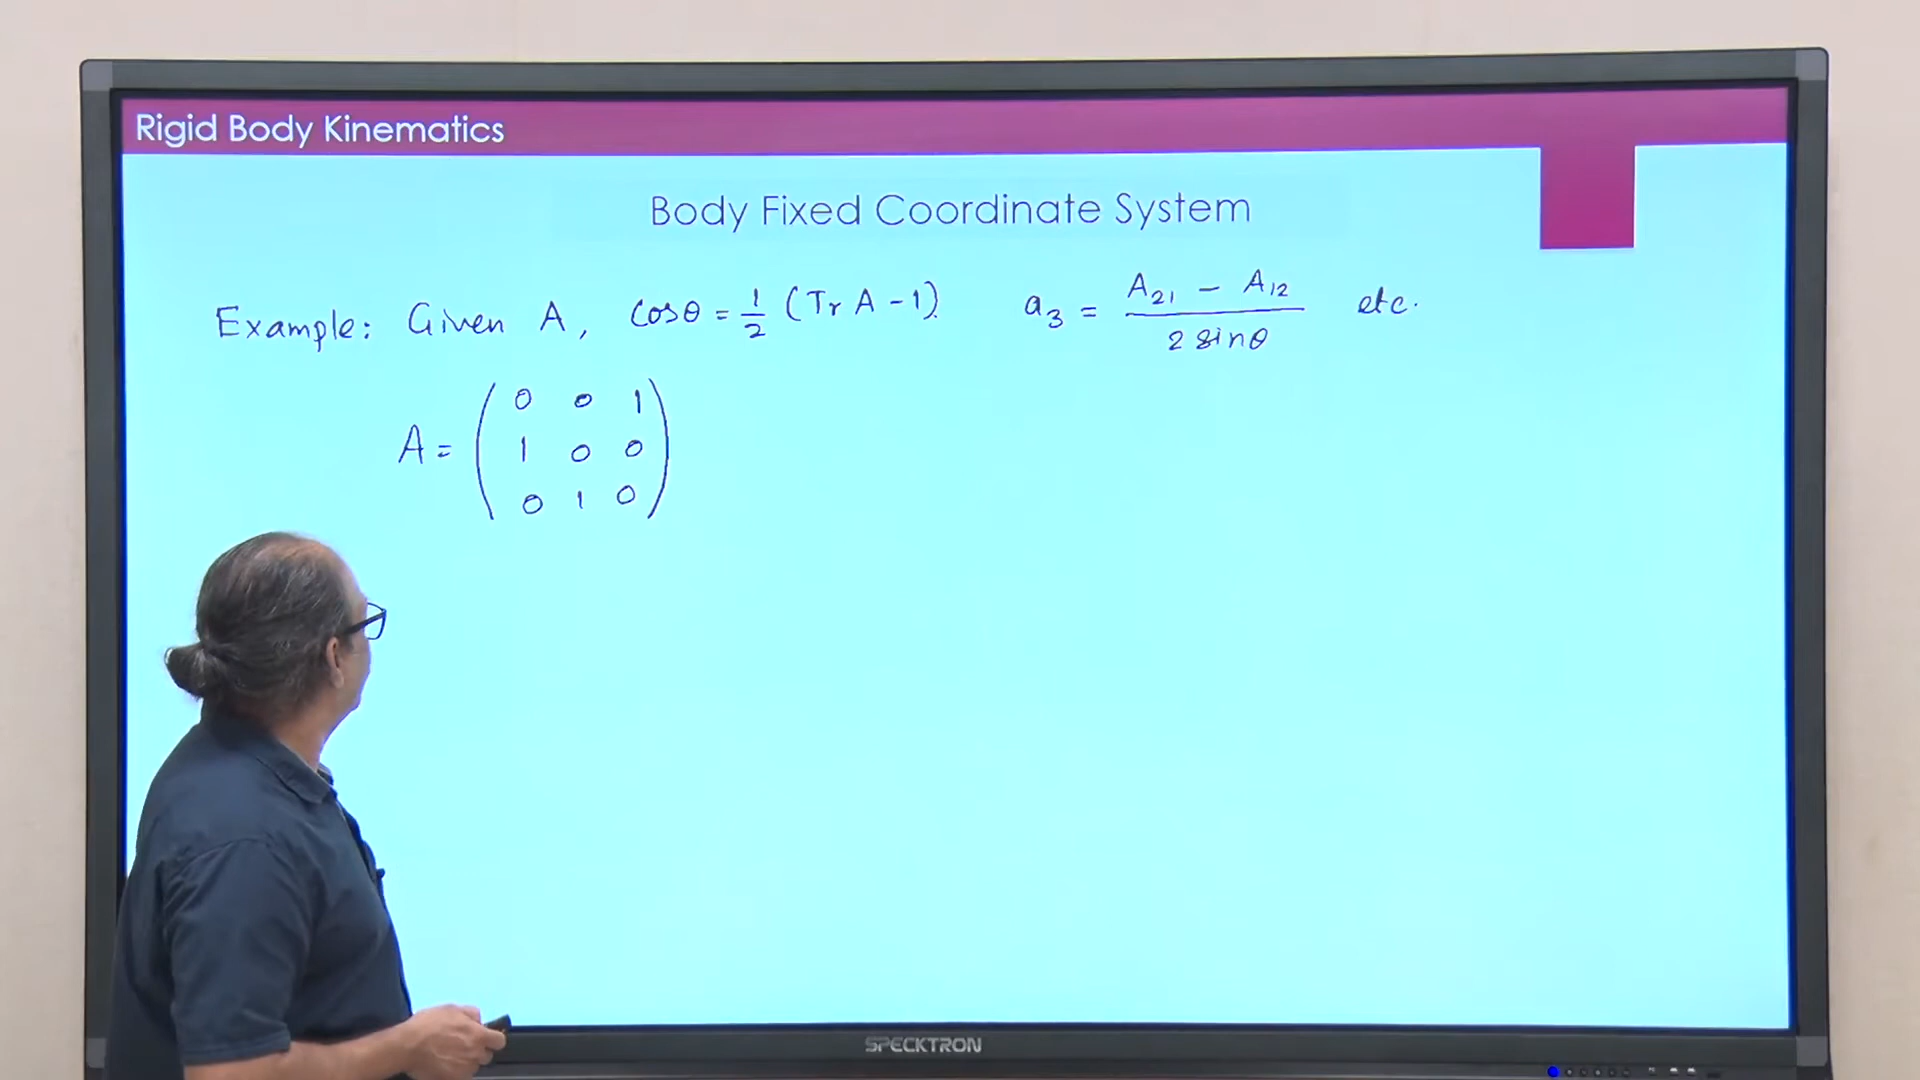 Rigid Body Kinematics
Body Fixed Coordinate System
Example: Given A, cosθ = 1/2 (Tr A - 1) a₃ = (A₂₁ - A₁₂)/(2 sinθ) etc.
A = ( 0 0 1
1 0 0
0 1 0 )
SPECKTRON